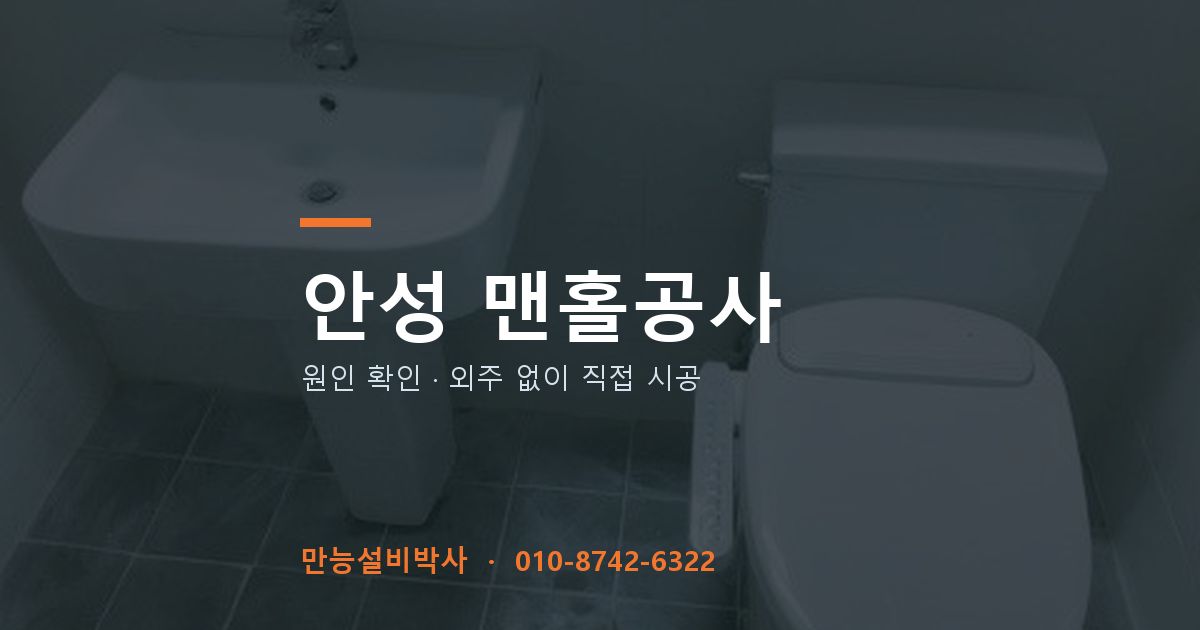 안성 맨홀공사
원인 확인 · 외주 없이 직접 시공
만능설비박사 · 010-8742-6322